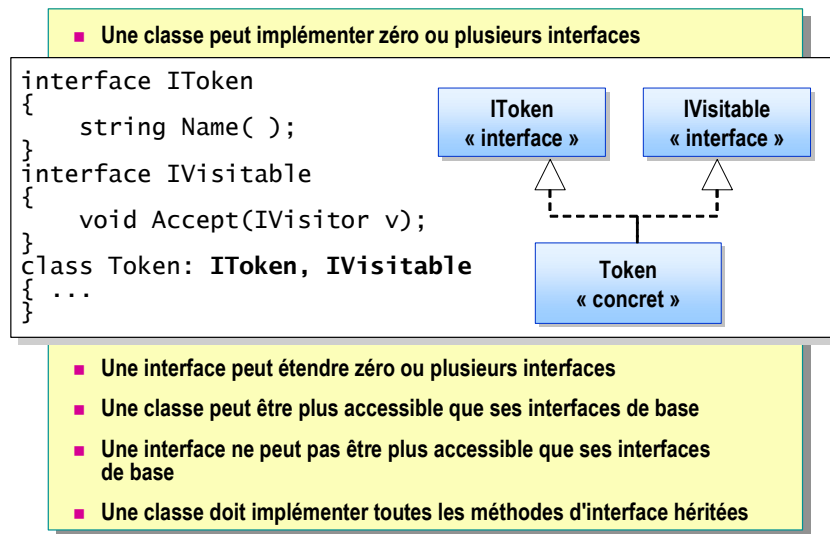 Une classe peut implémenter zéro ou plusieurs interfaces
interface IToken
{
    string Name( );
}
interface IVisitable
{
    void Accept(IVisitor v);
}
class Token: IToken, IVisitable
{ ...
}
IToken
« interface »
IVisitable
« interface »
Token
« concret »
Une interface peut étendre zéro ou plusieurs interfaces
Une classe peut être plus accessible que ses interfaces de base
Une interface ne peut pas être plus accessible que ses interfaces
de base
Une classe doit implémenter toutes les méthodes d'interface héritées